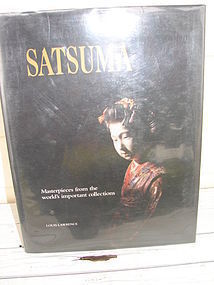 SATSUMA
Masterpieces from the
world's important collections
LOUIS LAWRENCE